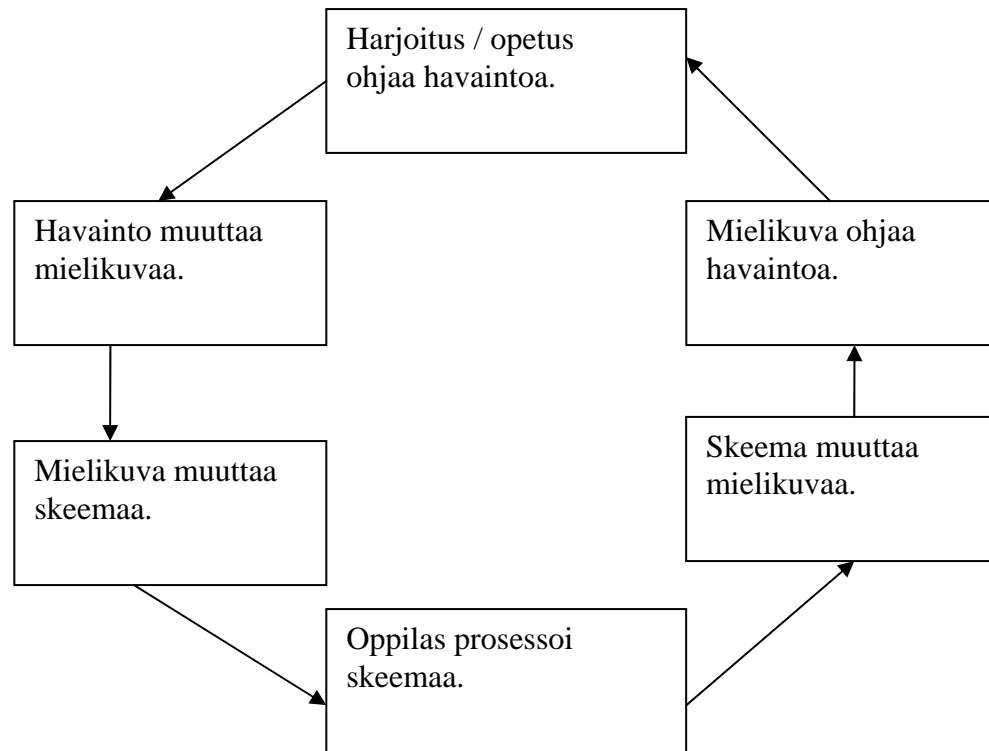 Harjoitus / opetus
ohjaa havaintoa.
Havainto muuttaa
mielikuvaa.
Mielikuva muuttaa
skeemaa.
Oppilas prosessoi
skeemaa.
Skeema muuttaa
mielikuvaa.
Mielikuva ohjaa
havaintoa.